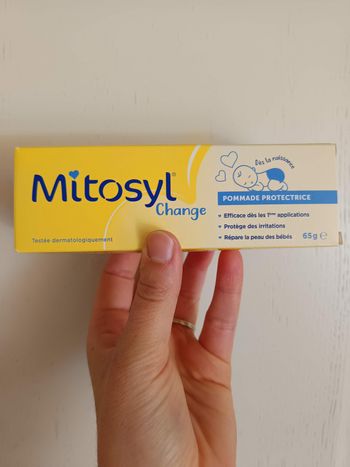 Mitosyl®
Change
Testée dermatologiquement
Dès la naissance
POMMADE PROTECTRICE
• Efficace dès les 1ères applications
• Protège des irritations
• Répare la peau des bébés
65g ℮